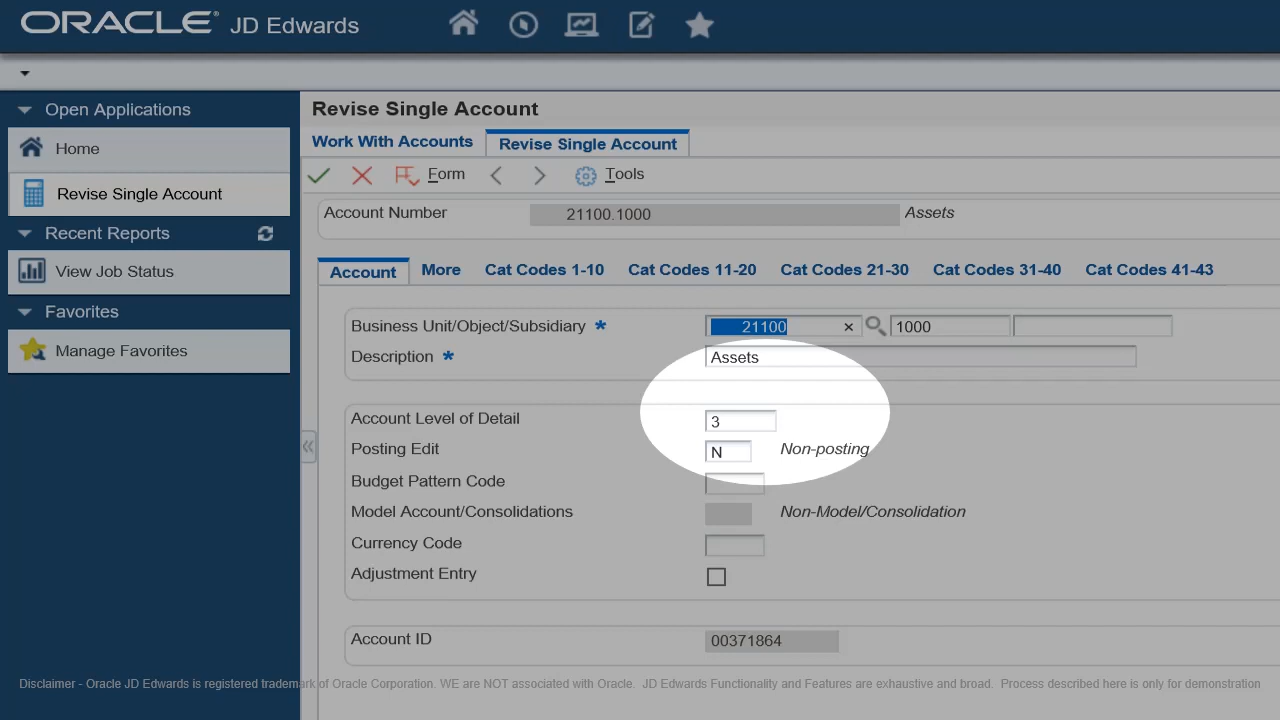 ORACLE® JD Edwards
Open Applications
Home
Revise Single Account
Recent Reports
View Job Status
Favorites
Manage Favorites
Revise Single Account
Work With Accounts Revise Single Account
Form Tools
Account Number 21100.1000 Assets
Account More Cat Codes 1-10 Cat Codes 11-20 Cat Codes 21-30 Cat Codes 31-40 Cat Codes 41-43
Business Unit/Object/Subsidiary * 21100 × 1000
Description * Assets
Account Level of Detail 3
Posting Edit N Non-posting
Budget Pattern Code
Model Account/Consolidations Non-Model/Consolidation
Currency Code
Adjustment Entry
Account ID 00371864
Disclaimer - Oracle JD Edwards is registered trademark of Oracle Corporation. WE are NOT associated with Oracle. JD Edwards Functionality and Features are exhaustive and broad. Process described here is only for demonstration